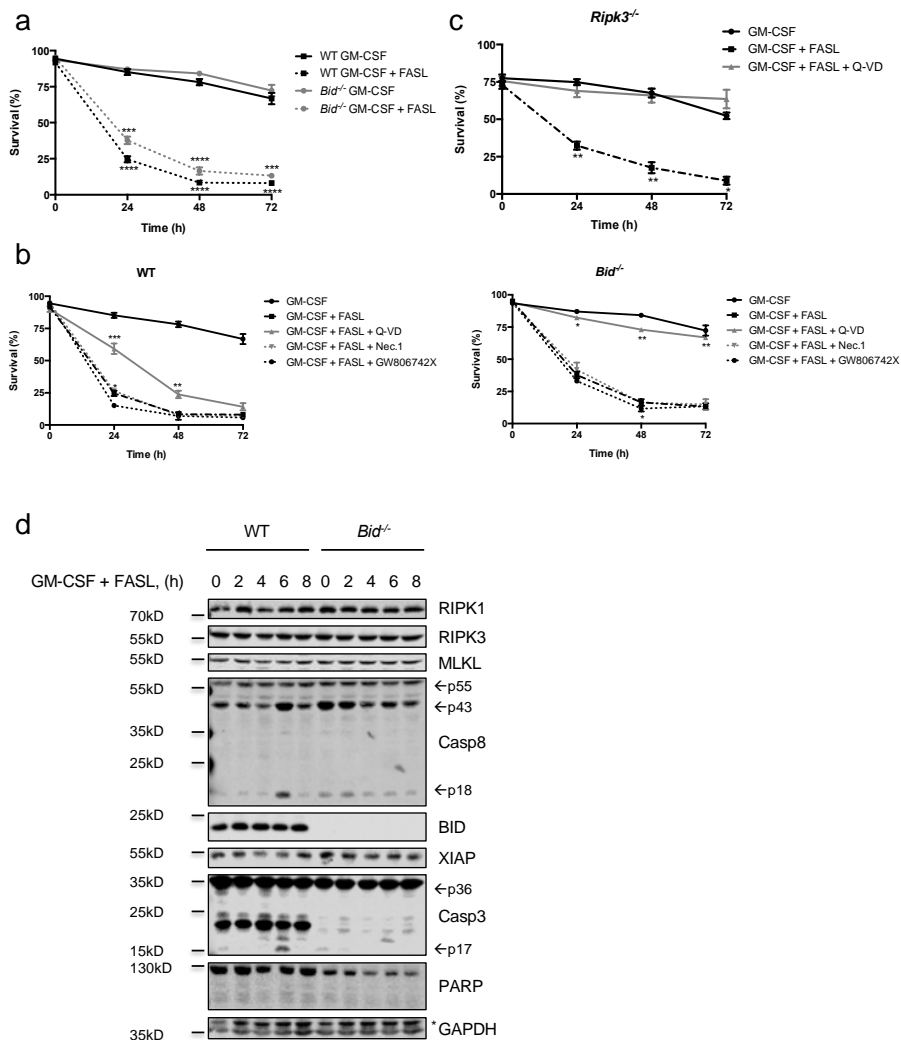 a
100
75
50
25
0
Survival (%)
0 24 48 72
Time (h)
***
****
****
****
***
****
WT GM-CSF
WT GM-CSF + FASL
Bid-/- GM-CSF
Bid-/- GM-CSF + FASL
c
Ripk3-/-
100
75
50
25
0
Survival (%)
0 24 48 72
Time (h)
**
**
*
GM-CSF
GM-CSF + FASL
GM-CSF + FASL + Q-VD
b
WT
100
75
50
25
0
Survival (%)
0 24 48 72
Time (h)
***
*
**
GM-CSF
GM-CSF + FASL
GM-CSF + FASL + Q-VD
GM-CSF + FASL + Nec.1
GM-CSF + FASL + GW806742X
Bid-/-
100
75
50
25
0
Survival (%)
0 24 48 72
Time (h)
*
**
**
*
GM-CSF
GM-CSF + FASL
GM-CSF + FASL + Q-VD
GM-CSF + FASL + Nec.1
GM-CSF + FASL + GW806742X
d
WT Bid-/-
GM-CSF + FASL, (h) 0 2 4 6 8 0 2 4 6 8
70kD RIPK1
55kD RIPK3
55kD MLKL
55kD ←p55
←p43
35kD Casp8
25kD
←p18
25kD BID
55kD XIAP
35kD ←p36
25kD Casp3
15kD ←p17
130kD PARP
35kD *GAPDH